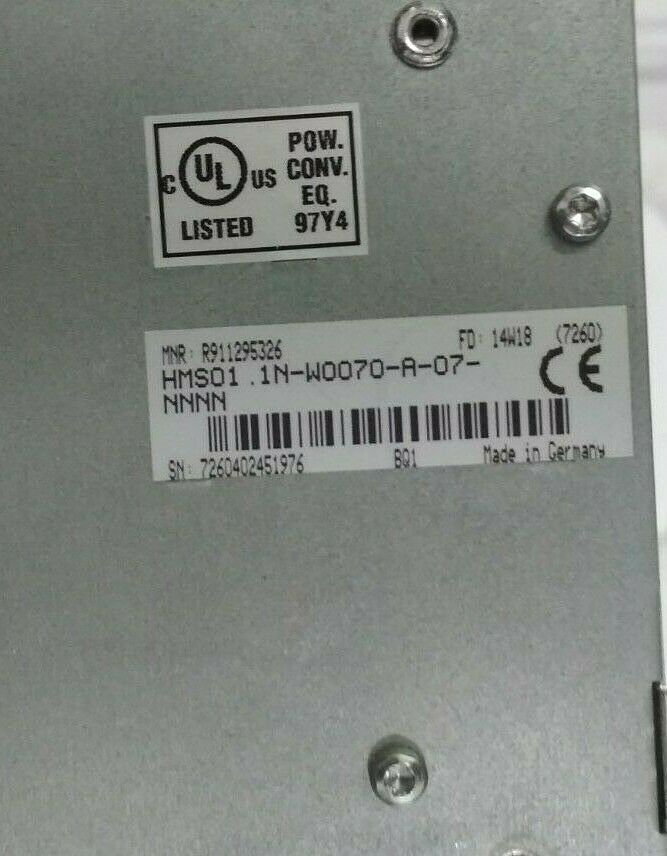 POW.
CONV.
EQ.
97Y4
C UL US
LISTED
MNR: R911295326 FD: 14W18 (7260)
HMS01.1N-W0070-A-07-
NNNN
CE
SN: 7260402451976 BQ1 Made in Germany